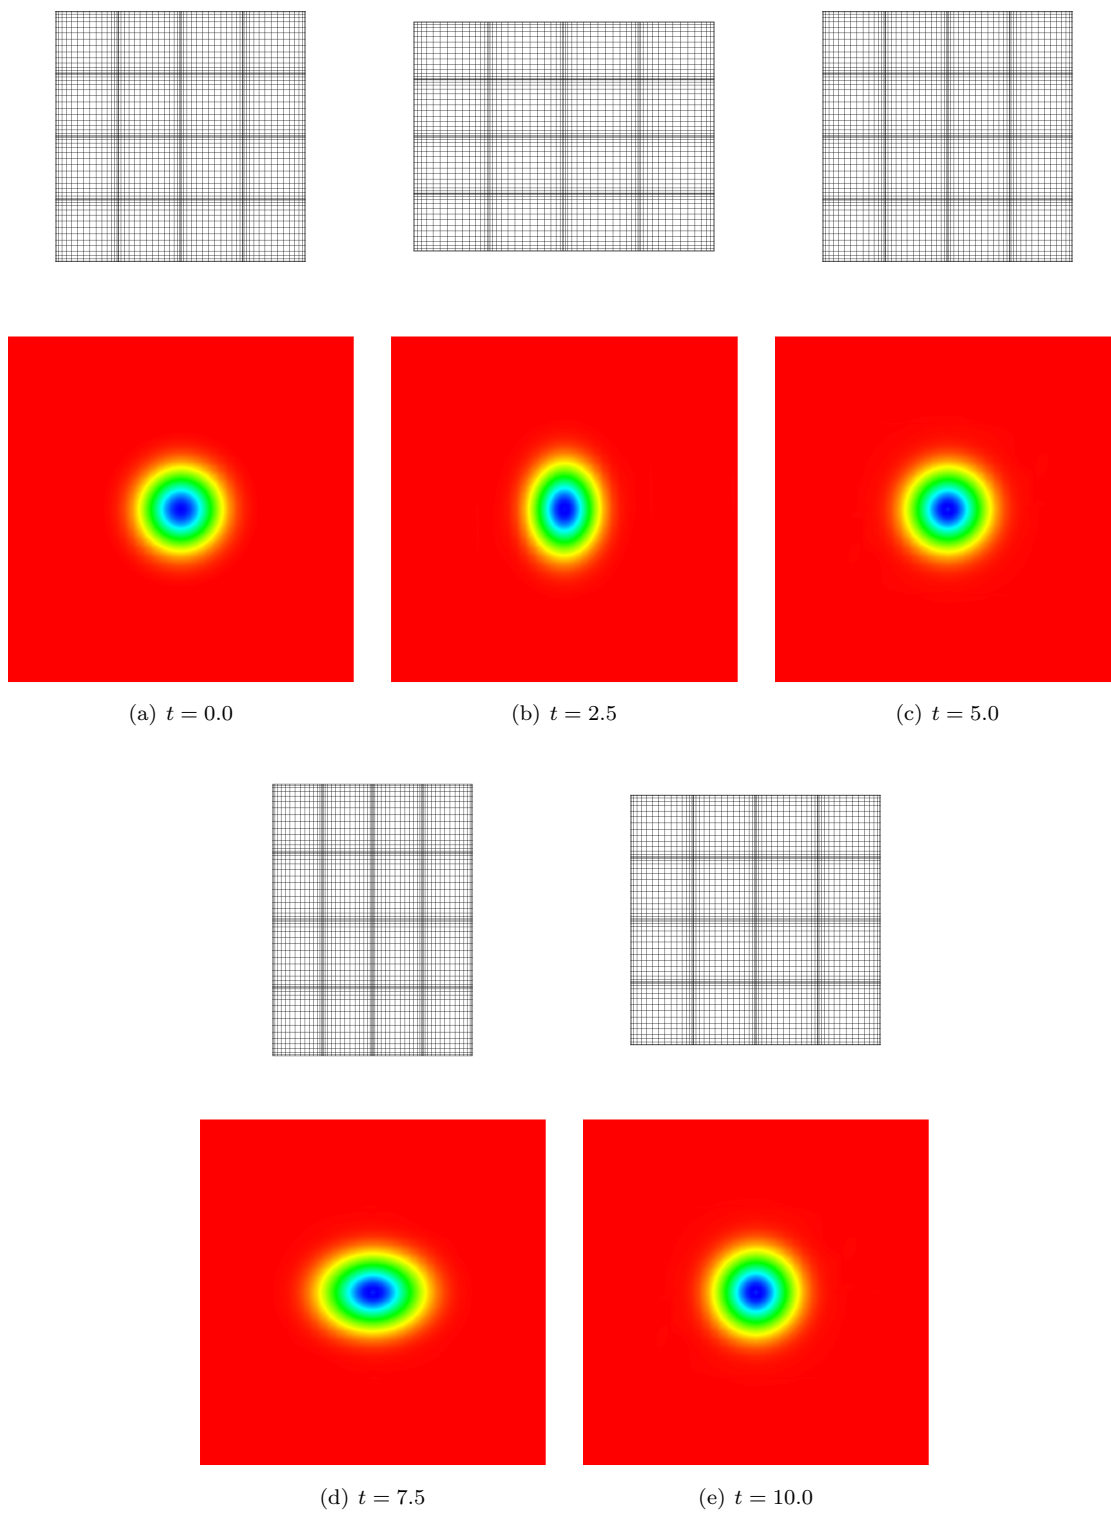 (a) t = 0.0
(b) t = 2.5
(c) t = 5.0
(d) t = 7.5
(e) t = 10.0